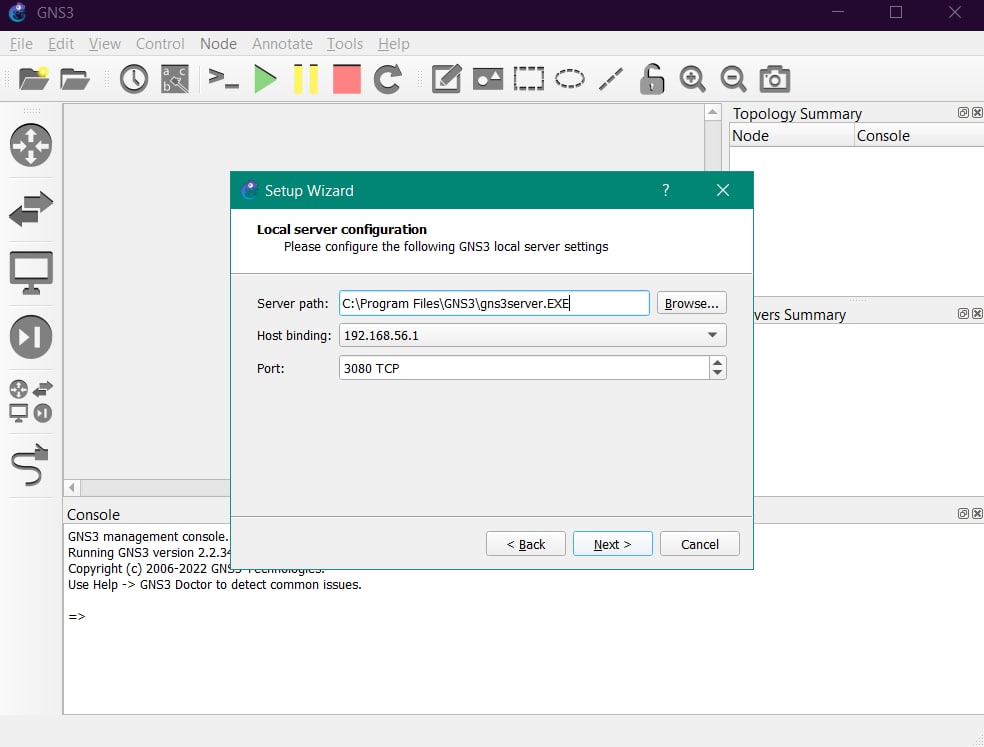 GNS3
File Edit View Control Node Annotate Tools Help
a c
b
Topology Summary
Node Console
Setup Wizard ?
Local server configuration
Please configure the following GNS3 local server settings
Server path: C:\Program Files\GNS3\gns3server.EXE Browse...
Host binding: 192.168.56.1
vers Summary
Port: 3080 TCP
Console
< Back Next > Cancel
GNS3 management console.
Running GNS3 version 2.2.34
Copyright (c) 2006-2022 GNS3 Technologies.
Use Help -> GNS3 Doctor to detect common issues.
=>